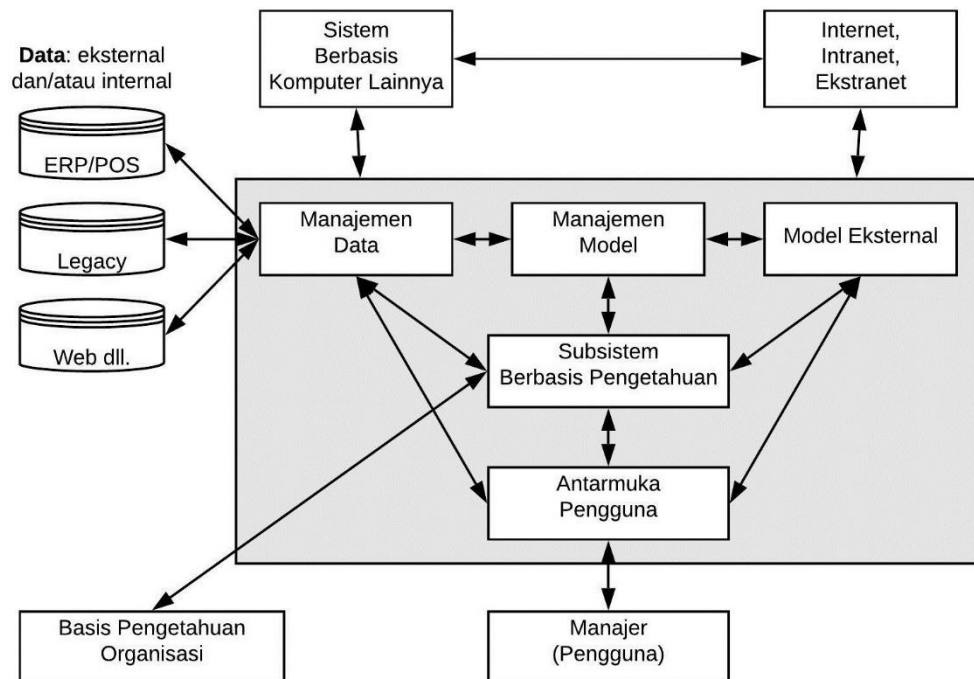 Data: eksternal
dan/atau internal
ERP/POS
Legacy
Web dll.
Sistem
Berbasis
Komputer Lainnya
Internet,
Intranet,
Ekstranet
Manajemen
Data
Manajemen
Model
Model Eksternal
Subsistem
Berbasis Pengetahuan
Antarmuka
Pengguna
Basis Pengetahuan
Organisasi
Manajer
(Pengguna)